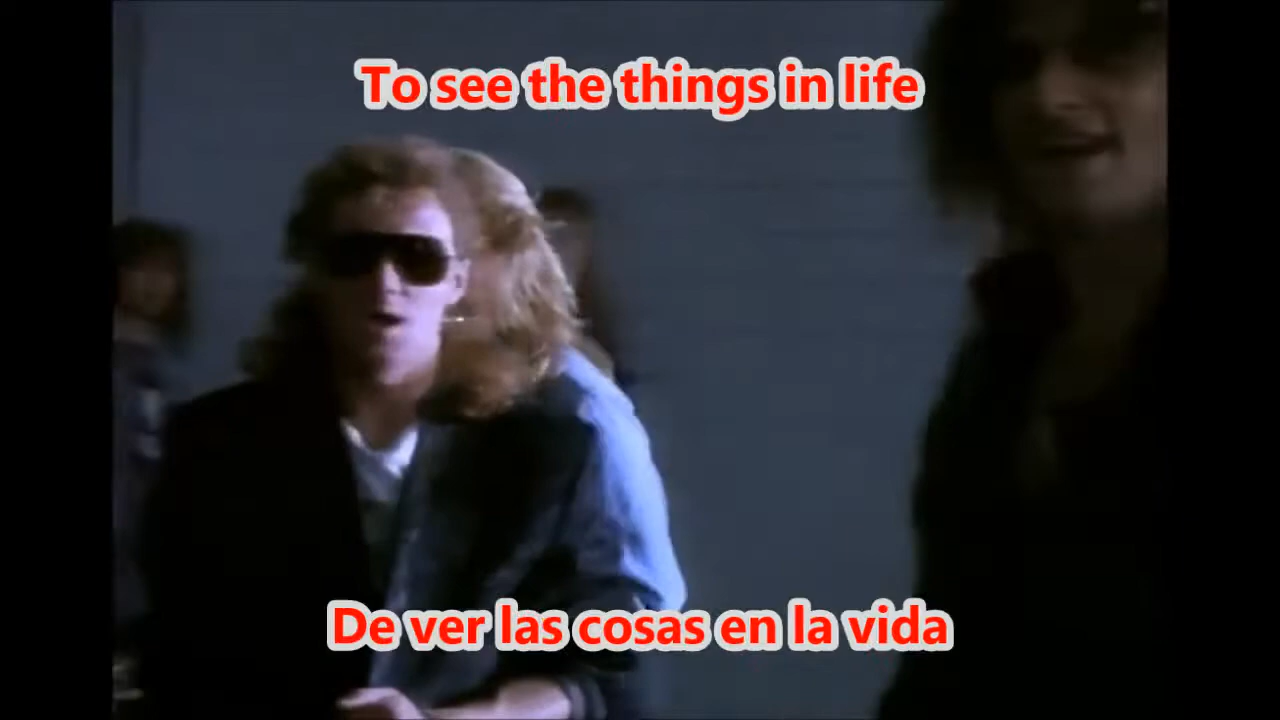 To see the things in life
De ver las cosas en la vida